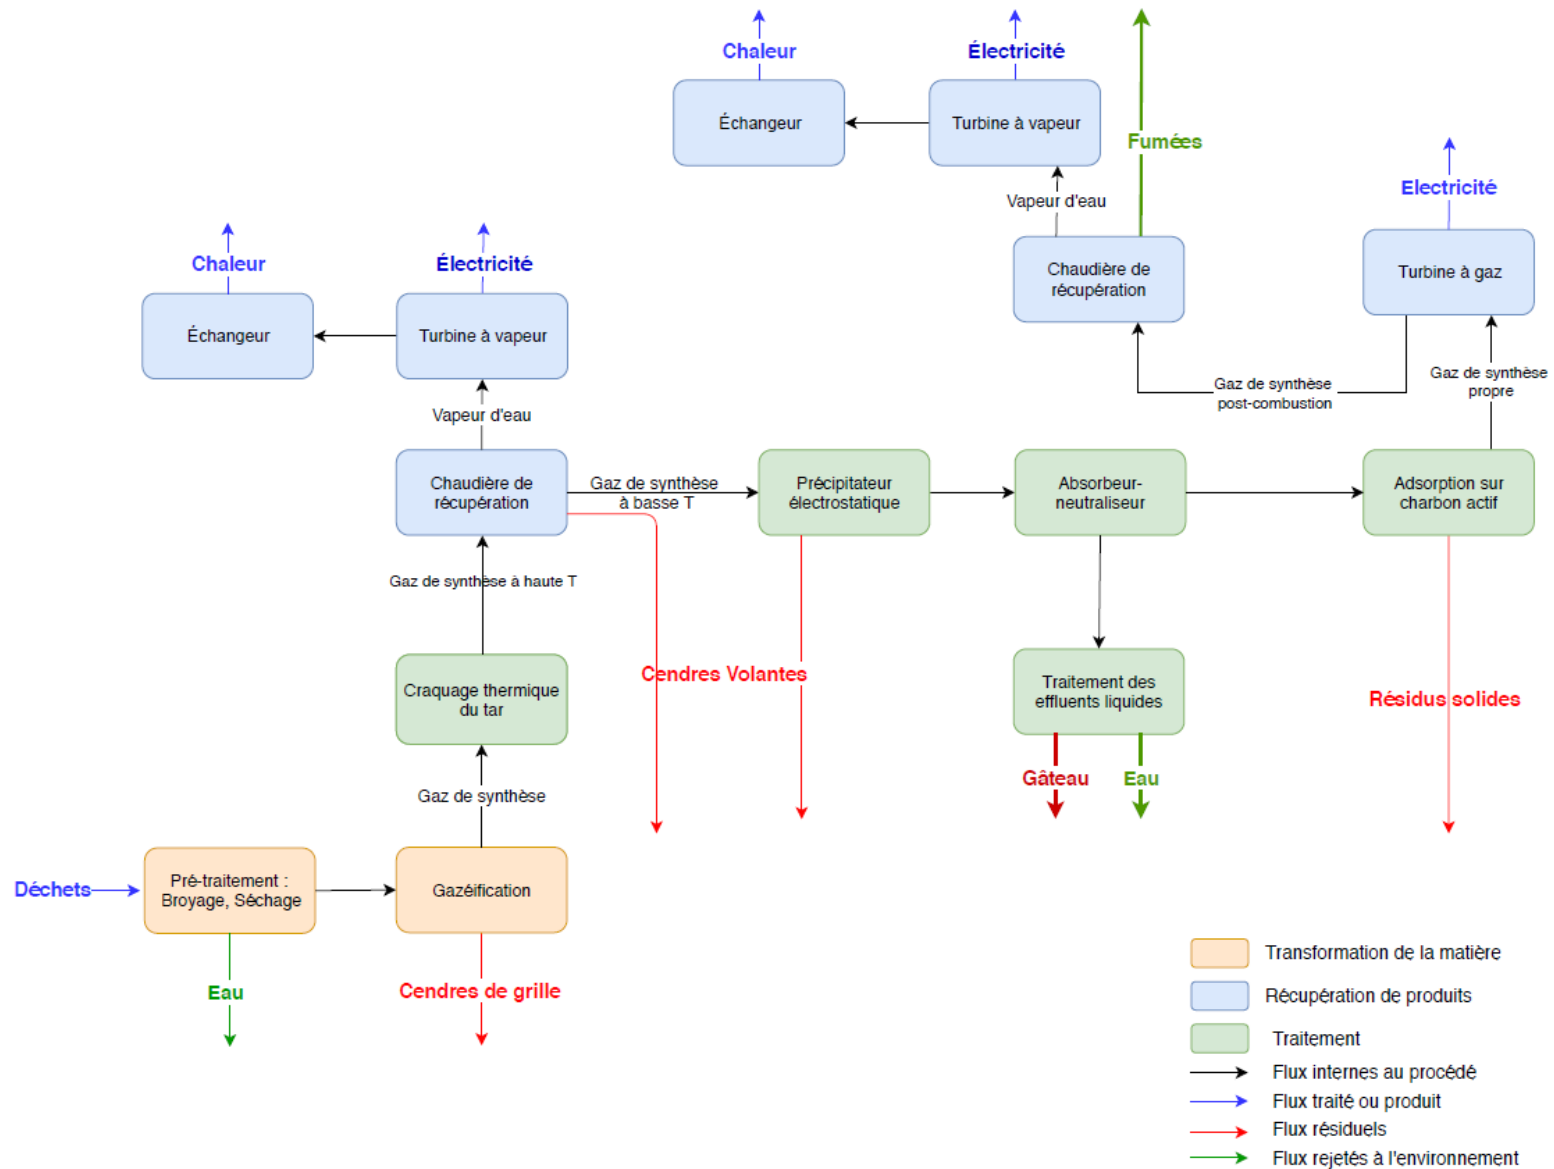 Chaleur
Électricité
Échangeur
Turbine à vapeur
Fumées
Vapeur d'eau
Electricité
Chaudière de
récupération
Turbine à gaz
Chaleur
Électricité
Échangeur
Turbine à vapeur
Gaz de synthèse
post-combustion
Gaz de synthèse
propre
Vapeur d'eau
Chaudière de
récupération
Gaz de synthèse
à basse T
Précipitateur
électrostatique
Absorbeur-
neutraliseur
Adsorption sur
charbon actif
Gaz de synthèse à haute T
Craquage thermique
du tar
Cendres Volantes
Traitement des
effluents liquides
Résidus solides
Gâteau
Eau
Gaz de synthèse
Déchets
Pré-traitement :
Broyage, Séchage
Gazéification
Eau
Cendres de grille
Transformation de la matière
Récupération de produits
Traitement
Flux internes au procédé
Flux traité ou produit
Flux résiduels
Flux rejetés à l'environnement